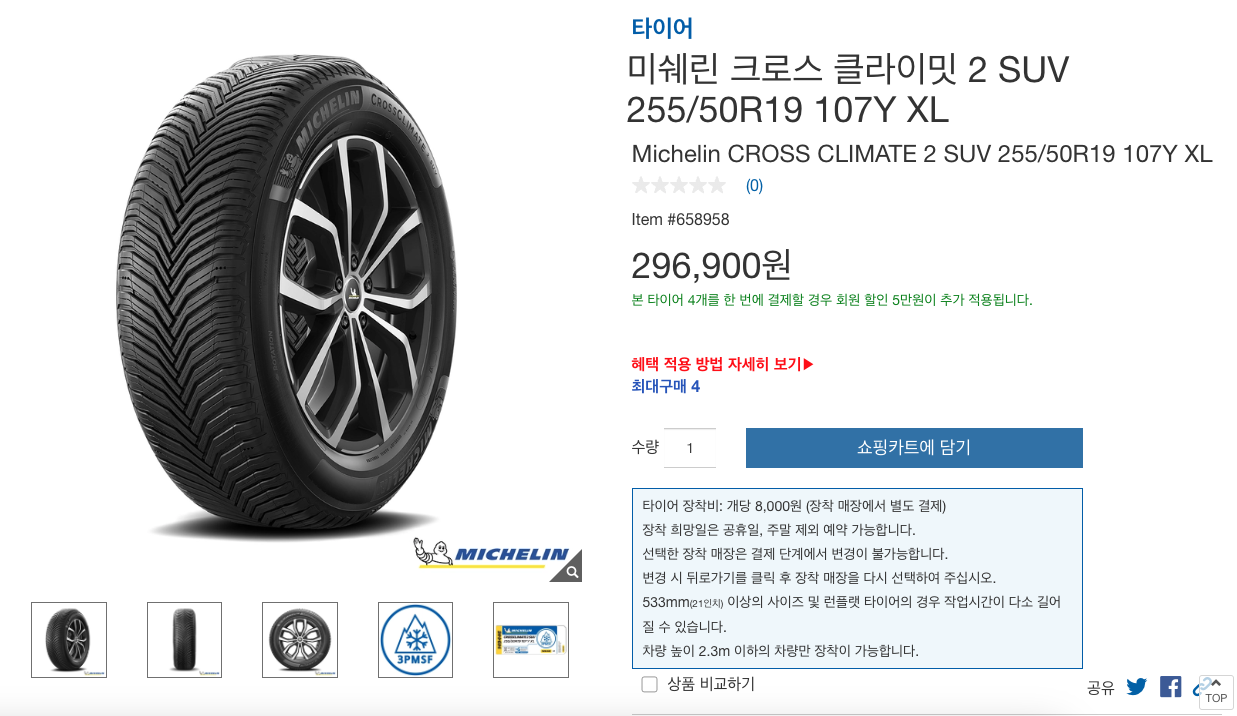 타이어
미쉐린 크로스 클라이밋 2 SUV
255/50R19 107Y XL
Michelin CROSS CLIMATE 2 SUV 255/50R19 107Y XL
(0)
Item #658958
296,900원
본 타이어 4개를 한 번에 결제할 경우 회원 할인 5만원이 추가 적용됩니다.
혜택 적용 방법 자세히 보기▶
최대구매 4
수량 1 쇼핑카트에 담기
타이어 장착비: 개당 8,000원 (장착 매장에서 별도 결제)
장착 희망일은 공휴일, 주말 제외 예약 가능합니다.
선택한 장착 매장은 결제 단계에서 변경이 불가능합니다.
변경 시 뒤로가기를 클릭 후 장착 매장을 다시 선택하여 주십시오.
533mm(21인치) 이상의 사이즈 및 런플랫 타이어의 경우 작업시간이 다소 길어
질 수 있습니다.
차량 높이 2.3m 이하의 차량만 장착이 가능합니다.
상품 비교하기
공유
TOP
MICHELIN
CROSSCLIMATE
MICHELIN
MICHELIN
3PMSF